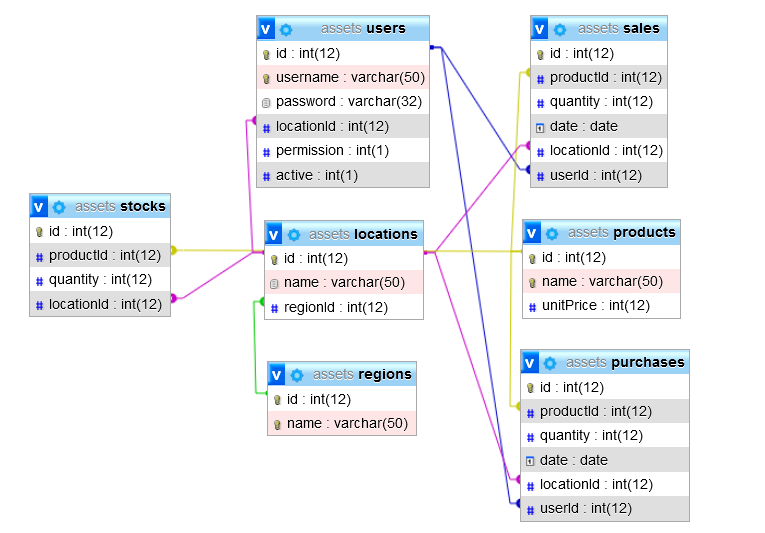 v assets users
id : int(12)
username : varchar(50)
password : varchar(32)
# locationId : int(12)
# permission : int(1)
# active : int(1)
v assets sales
id : int(12)
# productId : int(12)
# quantity : int(12)
date : date
# locationId : int(12)
# userId : int(12)
v assets stocks
id : int(12)
# productId : int(12)
# quantity : int(12)
# locationId : int(12)
v assets locations
id : int(12)
name : varchar(50)
# regionId : int(12)
v assets products
id : int(12)
name : varchar(50)
# unitPrice : int(12)
v assets regions
id : int(12)
name : varchar(50)
v assets purchases
id : int(12)
# productId : int(12)
# quantity : int(12)
date : date
# locationId : int(12)
# userId : int(12)